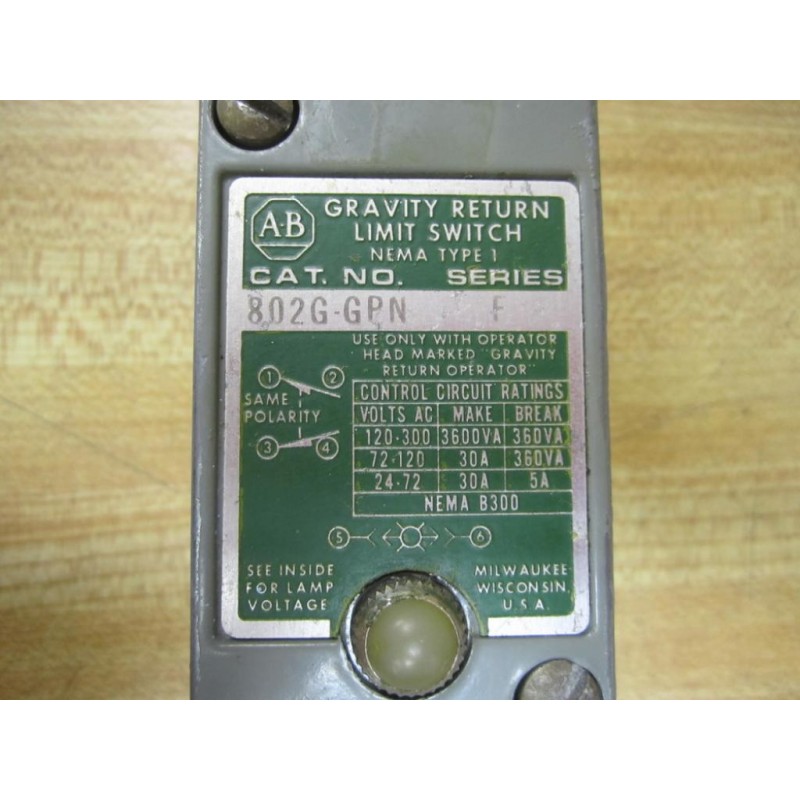 A-B
GRAVITY RETURN
LIMIT SWITCH
NEMA TYPE 1
CAT. NO. SERIES
802G-GPN F
USE ONLY WITH OPERATOR
HEAD MARKED "GRAVITY
RETURN OPERATOR"
1 2
SAME
POLARITY
3 4
CONTROL CIRCUIT RATINGS
VOLTS AC MAKE BREAK
120-300 3600VA 360VA
72-120 30A 360VA
24-72 30A 5A
NEMA B300
5 6
SEE INSIDE
FOR LAMP
VOLTAGE
MILWAUKEE
WISCONSIN,
U.S.A.